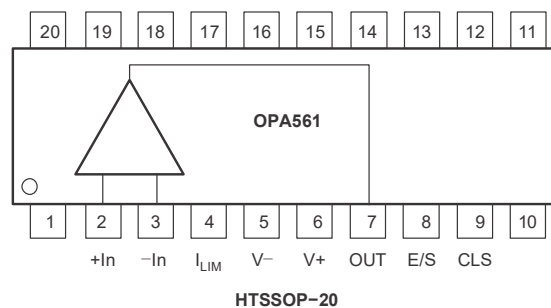 20 19 18 17 16 15 14 13 12 11
OPA561
1 2 3 4 5 6 7 8 9 10
+In −In ILIM V− V+ OUT E/S CLS
HTSSOP−20